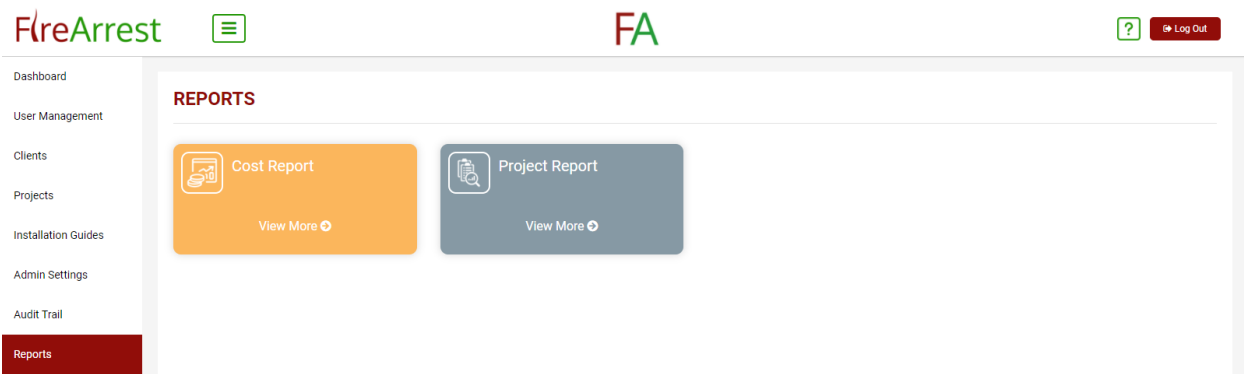 FireArrest
FA
?
Log Out
Dashboard
User Management
Clients
Projects
Installation Guides
Admin Settings
Audit Trail
Reports
REPORTS
Cost Report
View More
Project Report
View More